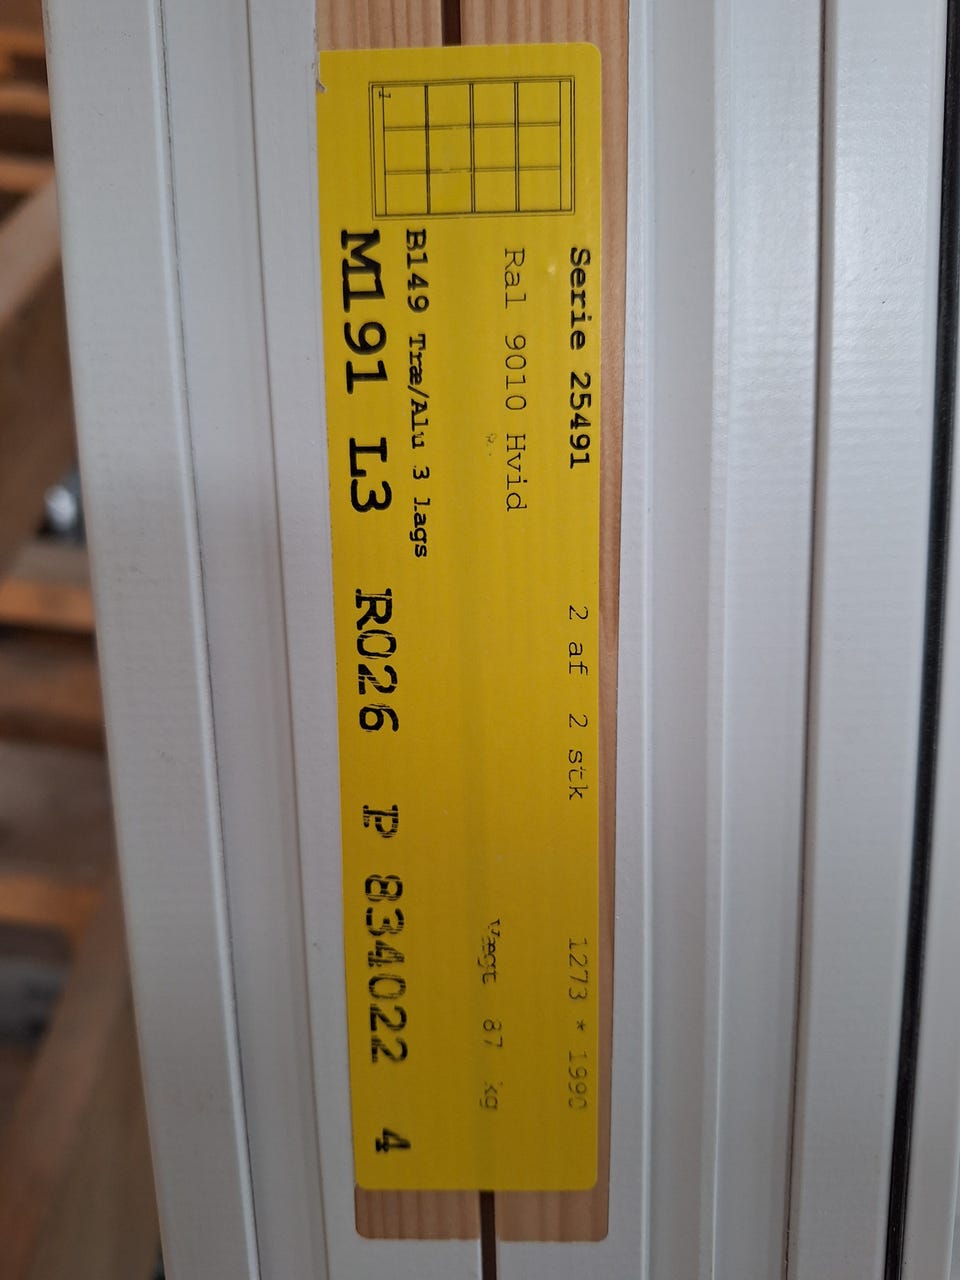 Serie 25491 2 af 2 stk 1273 * 1990
Ral 9010 Hvid
Vægt 87 kg
B149 Træ/Alu 3 lags
M191 L3 R026 P 834022 4